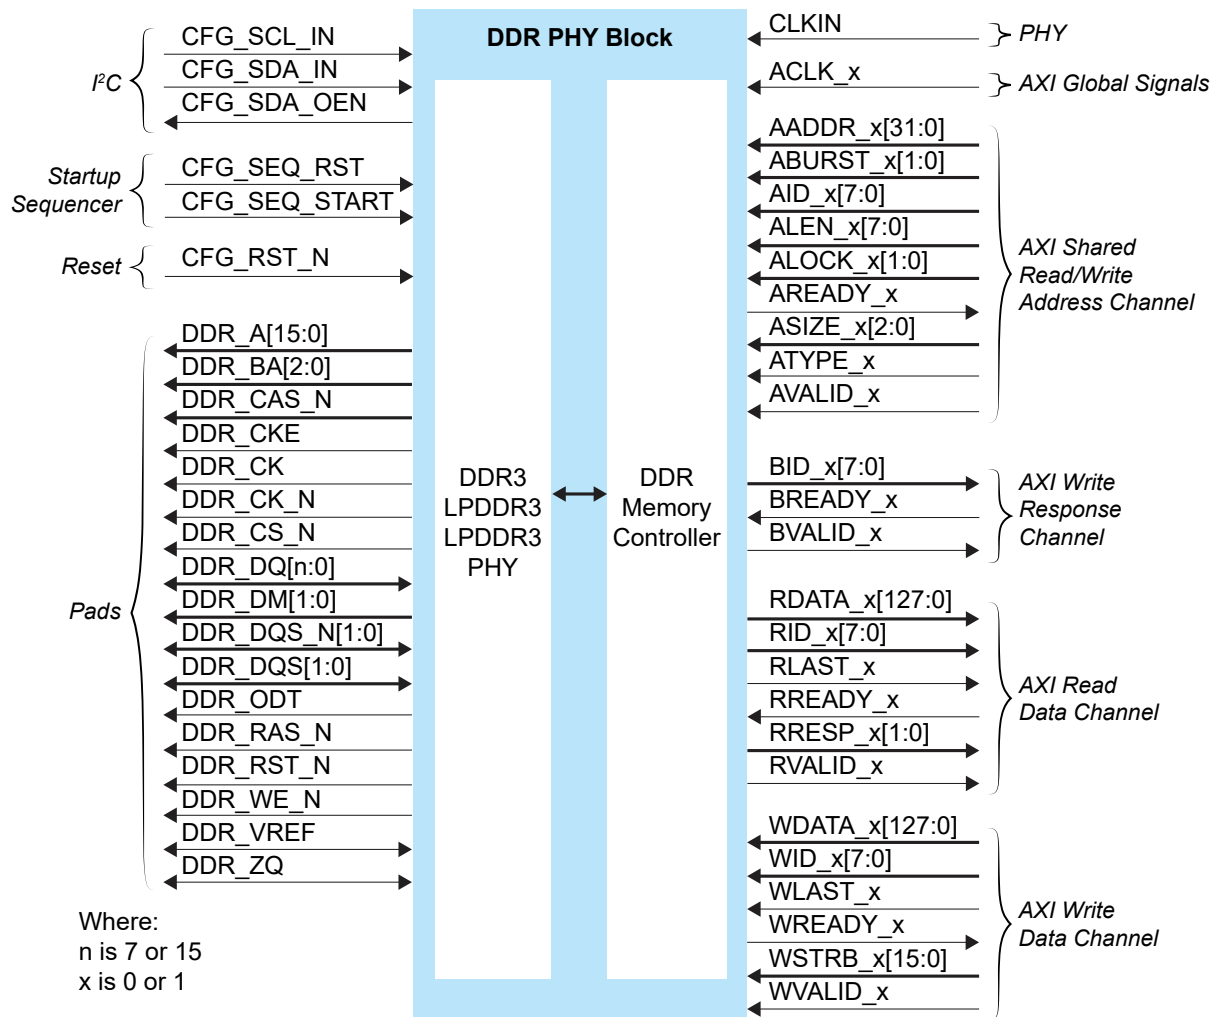 DDR PHY Block
I²C
CFG_SCL_IN
CFG_SDA_IN
CFG_SDA_OEN
Startup
Sequencer
CFG_SEQ_RST
CFG_SEQ_START
Reset
CFG_RST_N
Pads
DDR_A[15:0]
DDR_BA[2:0]
DDR_CAS_N
DDR_CKE
DDR_CK
DDR_CK_N
DDR_CS_N
DDR_DQ[n:0]
DDR_DM[1:0]
DDR_DQS_N[1:0]
DDR_DQS[1:0]
DDR_ODT
DDR_RAS_N
DDR_RST_N
DDR_WE_N
DDR_VREF
DDR_ZQ
Where:
n is 7 or 15
x is 0 or 1
DDR3
LPDDR3
LPDDR3
PHY
DDR
Memory
Controller
CLKIN
PHY
ACLK_x
AXI Global Signals
AADDR_x[31:0]
ABURST_x[1:0]
AID_x[7:0]
ALEN_x[7:0]
ALOCK_x[1:0]
AREADY_x
ASIZE_x[2:0]
ATYPE_x
AVALID_x
AXI Shared
Read/Write
Address Channel
BID_x[7:0]
BREADY_x
BVALID_x
AXI Write
Response
Channel
RDATA_x[127:0]
RID_x[7:0]
RLAST_x
RREADY_x
RRESP_x[1:0]
RVALID_x
AXI Read
Data Channel
WDATA_x[127:0]
WID_x[7:0]
WLAST_x
WREADY_x
WSTRB_x[15:0]
WVALID_x
AXI Write
Data Channel